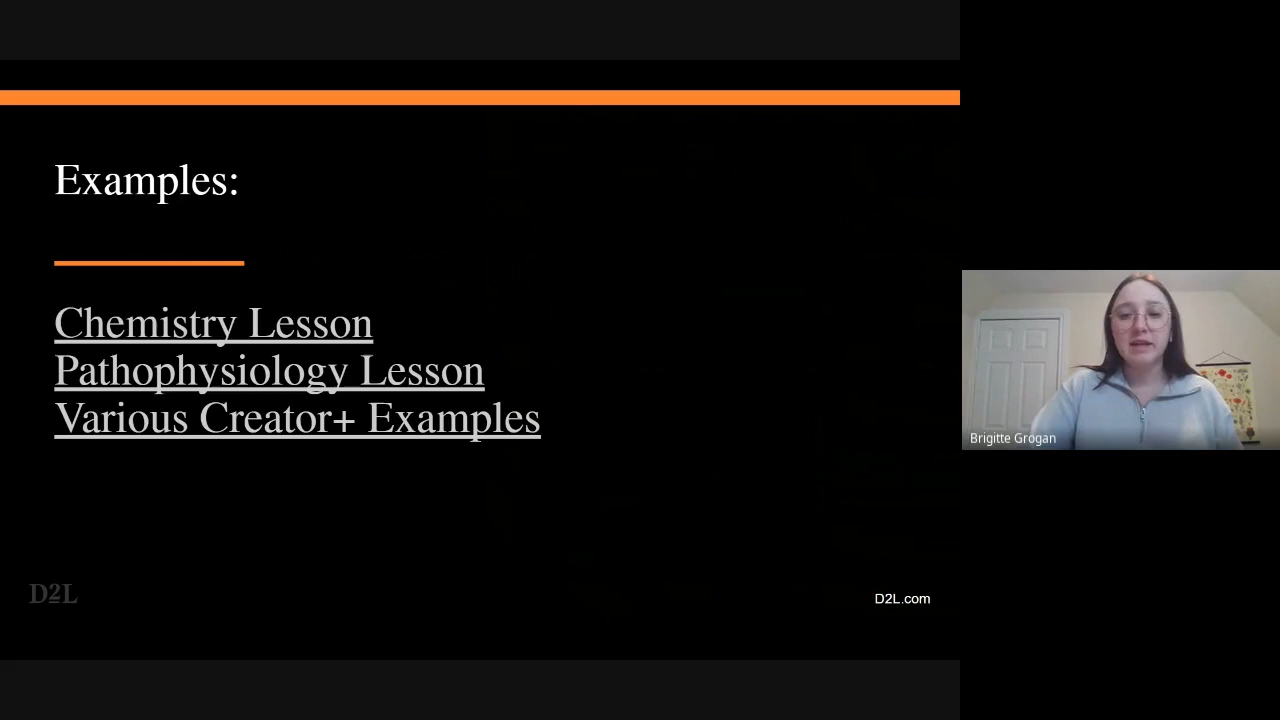 Examples:
Chemistry Lesson
Pathophysiology Lesson
Various Creator+ Examples
D2L
D2L.com
Brigitte Grogan